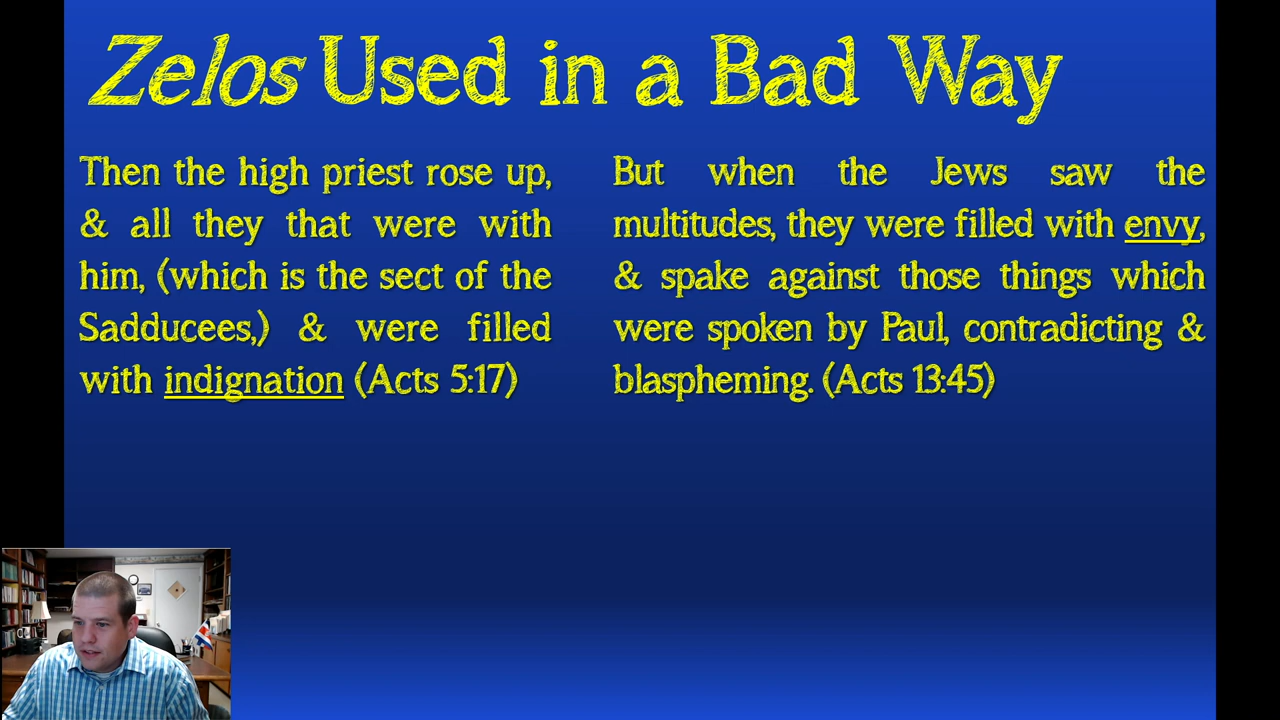 Zelos Used in a Bad Way
Then the high priest rose up,
& all they that were with
him, (which is the sect of the
Sadducees,) & were filled
with indignation (Acts 5:17)
But when the Jews saw the
multitudes, they were filled with envy,
& spake against those things which
were spoken by Paul, contradicting &
blaspheming. (Acts 13:45)